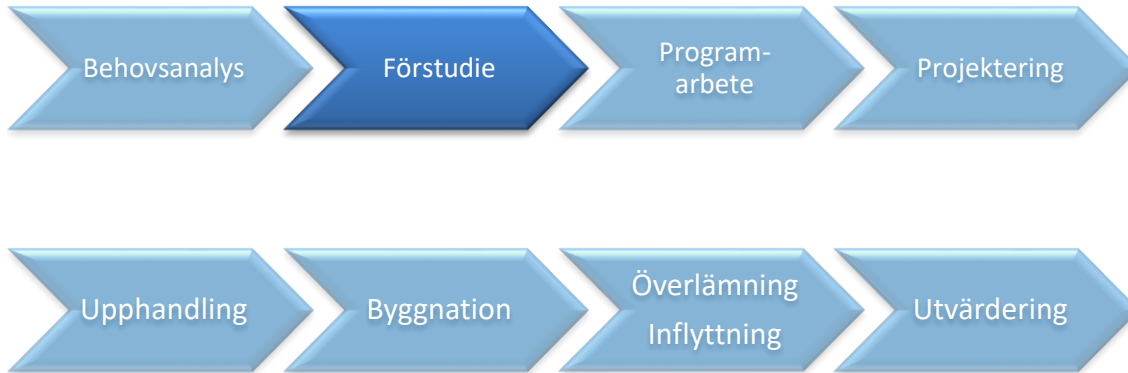 Behovsanalys
Förstudie
Program-
arbete
Projektering
Upphandling
Byggnation
Överlämning
Inflyttning
Utvärdering